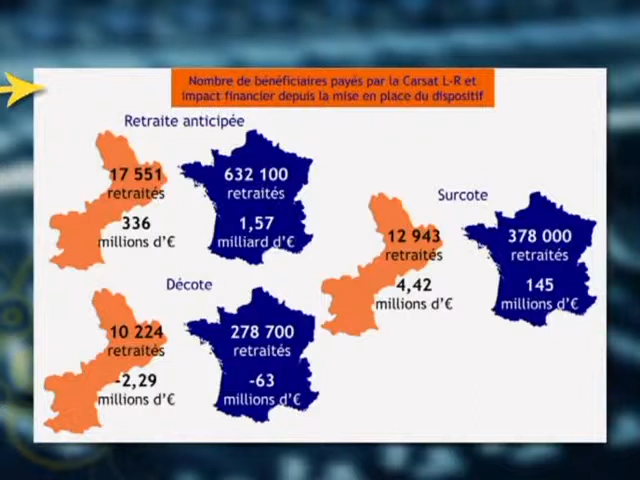 Nombre de bénéficiaires payés par la Carsat L-R et
impact financier depuis la mise en place du dispositif
Retraite anticipée
17 551
retraités
336
millions d'€
632 100
retraités
1,57
milliard d'€
Surcote
12 943
retraités
4,42
millions d'€
378 000
retraités
145
millions d'€
Décote
10 224
retraités
-2,29
millions d'€
278 700
retraités
-63
millions d'€